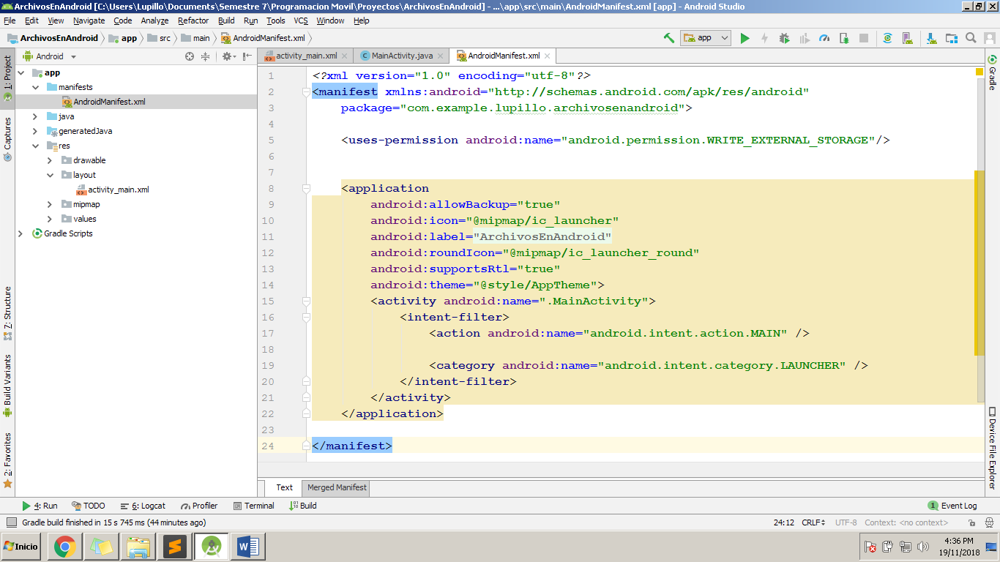 ArchivosEnAndroid [C:\Users\Lupillo\Documents\Semestre 7\Programacion Movil\Proyectos\ArchivosEnAndroid] - ...\app\src\main\AndroidManifest.xml [app] - Android Studio
File Edit View Navigate Code Analyze Refactor Build Run Tools VCS Window Help
ArchivosEnAndroid app src main AndroidManifest.xml app
1: Project
Captures
Z: Structure
Build Variants
2: Favorites
Android
app
manifests
AndroidManifest.xml
java
generatedJava
res
drawable
layout
activity_main.xml
mipmap
values
Gradle Scripts
activity_main.xml MainActivity.java AndroidManifest.xml
1 <?xml version="1.0" encoding="utf-8"?>
2 <manifest xmlns:android="http://schemas.android.com/apk/res/android"
3 package="com.example.lupillo.archivosenandroid">
4
5 <uses-permission android:name="android.permission.WRITE_EXTERNAL_STORAGE"/>
6
7
8 <application
9 android:allowBackup="true"
10 android:icon="@mipmap/ic_launcher"
11 android:label="ArchivosEnAndroid"
12 android:roundIcon="@mipmap/ic_launcher_round"
13 android:supportsRtl="true"
14 android:theme="@style/AppTheme">
15 <activity android:name=".MainActivity">
16 <intent-filter>
17 <action android:name="android.intent.action.MAIN" />
18
19 <category android:name="android.intent.category.LAUNCHER" />
20 </intent-filter>
21 </activity>
22 </application>
23
24 </manifest>
Text Merged Manifest
Gradle
Device File Explorer
4: Run TODO 6: Logcat Profiler Terminal Build 1 Event Log
Gradle build finished in 15 s 745 ms (44 minutes ago) 24:12 CRLF UTF-8 Context: <no context>
Inicio 4:36 PM
19/11/2018